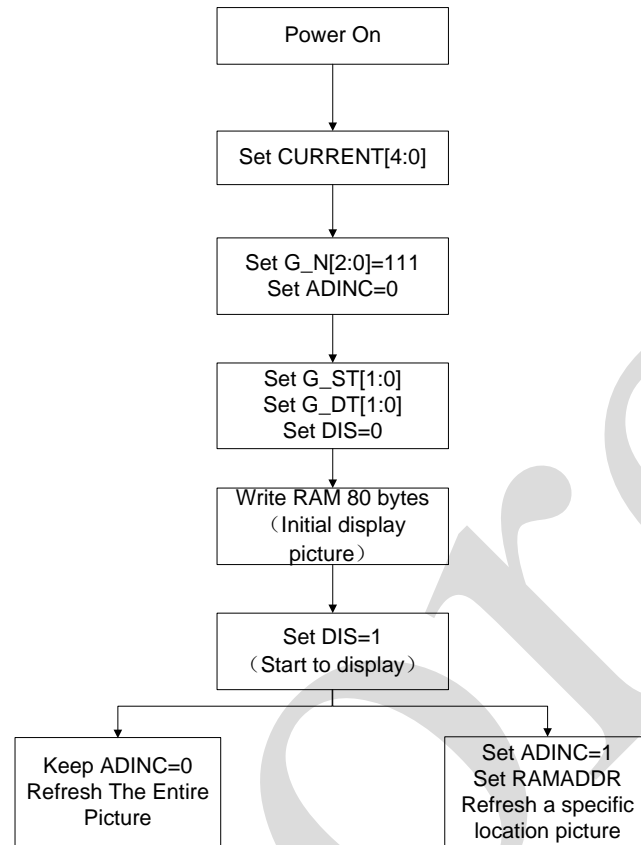 Power On
Set CURRENT[4:0]
Set G_N[2:0]=111
Set ADINC=0
Set G_ST[1:0]
Set G_DT[1:0]
Set DIS=0
Write RAM 80 bytes
（Initial display
picture）
Set DIS=1
（Start to display）
Keep ADINC=0
Refresh The Entire
Picture
Set ADINC=1
Set RAMADDR
Refresh a specific
location picture